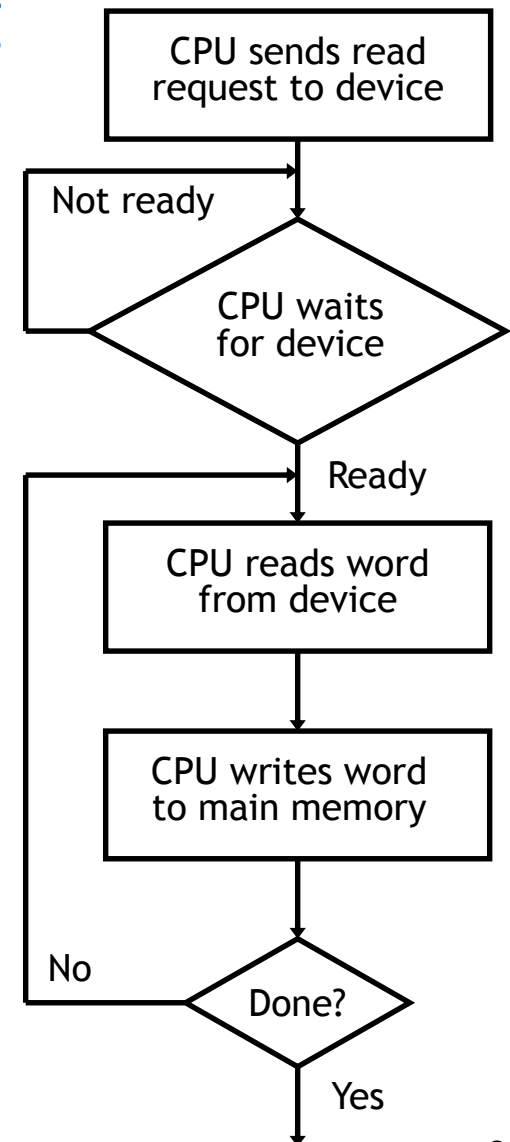 CPU sends read
request to device
Not ready
CPU waits
for device
Ready
CPU reads word
from device
CPU writes word
to main memory
No
Done?
Yes